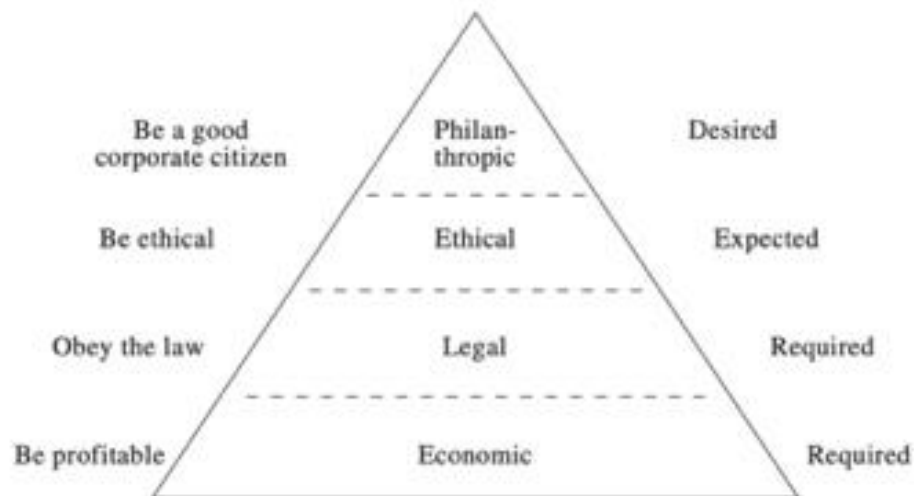 Be a good
corporate citizen
Philan-
thropic
Desired
Be ethical
Ethical
Expected
Obey the law
Legal
Required
Be profitable
Economic
Required